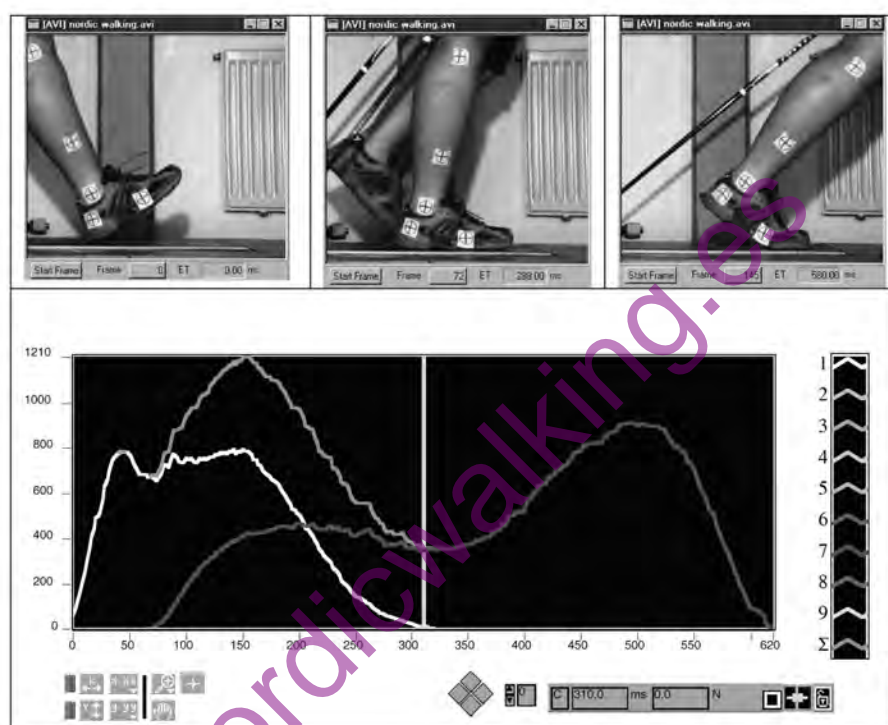 [AVI] nordic walking.avi
[AVI] nordic walking.avi
[AVI] nordic walking.avi
Start Frame Frame 0 ET 0.00 ms
Start Frame Frame 72 ET 288.00 ms
Start Frame Frame 145 ET 580.00 ms
1210
1000
800
600
400
200
0
0 50 100 150 200 250 300 350 400 450 500 550 620
1
2
3
4
5
6
7
8
9
Σ
0 C 310,0 ms 0,0 N
nordicwalking.es